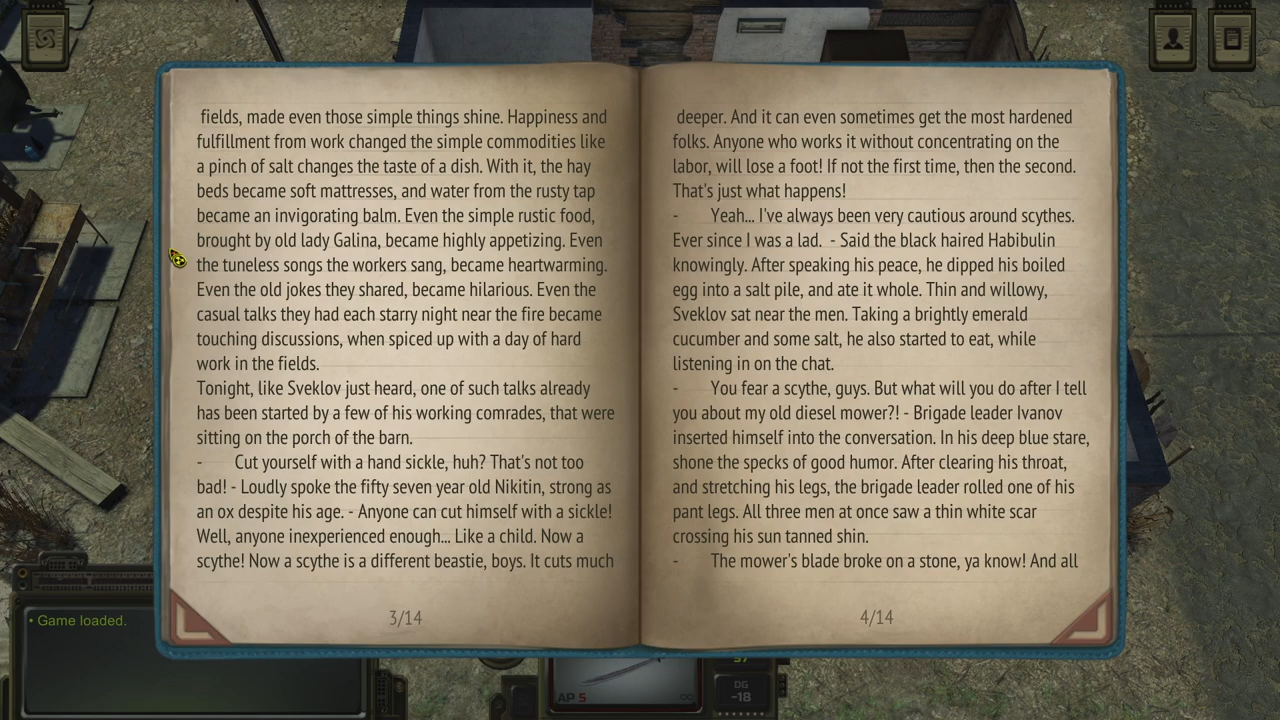 fields, made even those simple things shine. Happiness and
fulfillment from work changed the simple commodities like
a pinch of salt changes the taste of a dish. With it, the hay
beds became soft mattresses, and water from the rusty tap
became an invigorating balm. Even the simple rustic food,
brought by old lady Galina, became highly appetizing. Even
the tuneless songs the workers sang, became heartwarming.
Even the old jokes they shared, became hilarious. Even the
casual talks they had each starry night near the fire became
touching discussions, when spiced up with a day of hard
work in the fields.
Tonight, like Sveklov just heard, one of such talks already
has been started by a few of his working comrades, that were
sitting on the porch of the barn.
- Cut yourself with a hand sickle, huh? That's not too
bad! - Loudly spoke the fifty seven year old Nikitin, strong as
an ox despite his age. - Anyone can cut himself with a sickle!
Well, anyone inexperienced enough... Like a child. Now a
scythe! Now a scythe is a different beastie, boys. It cuts much
3/14
deeper. And it can even sometimes get the most hardened
folks. Anyone who works it without concentrating on the
labor, will lose a foot! If not the first time, then the second.
That's just what happens!
- Yeah... I've always been very cautious around scythes.
Ever since I was a lad. - Said the black haired Habibulin
knowingly. After speaking his peace, he dipped his boiled
egg into a salt pile, and ate it whole. Thin and willowy,
Sveklov sat near the men. Taking a brightly emerald
cucumber and some salt, he also started to eat, while
listening in on the chat.
- You fear a scythe, guys. But what will you do after I tell
you about my old diesel mower?! - Brigade leader Ivanov
inserted himself into the conversation. In his deep blue stare,
shone the specks of good humor. After clearing his throat,
and stretching his legs, the brigade leader rolled one of his
pant legs. All three men at once saw a thin white scar
crossing his sun tanned shin.
- The mower's blade broke on a stone, ya know! And all
4/14
• Game loaded.
AP 5
DG
-18